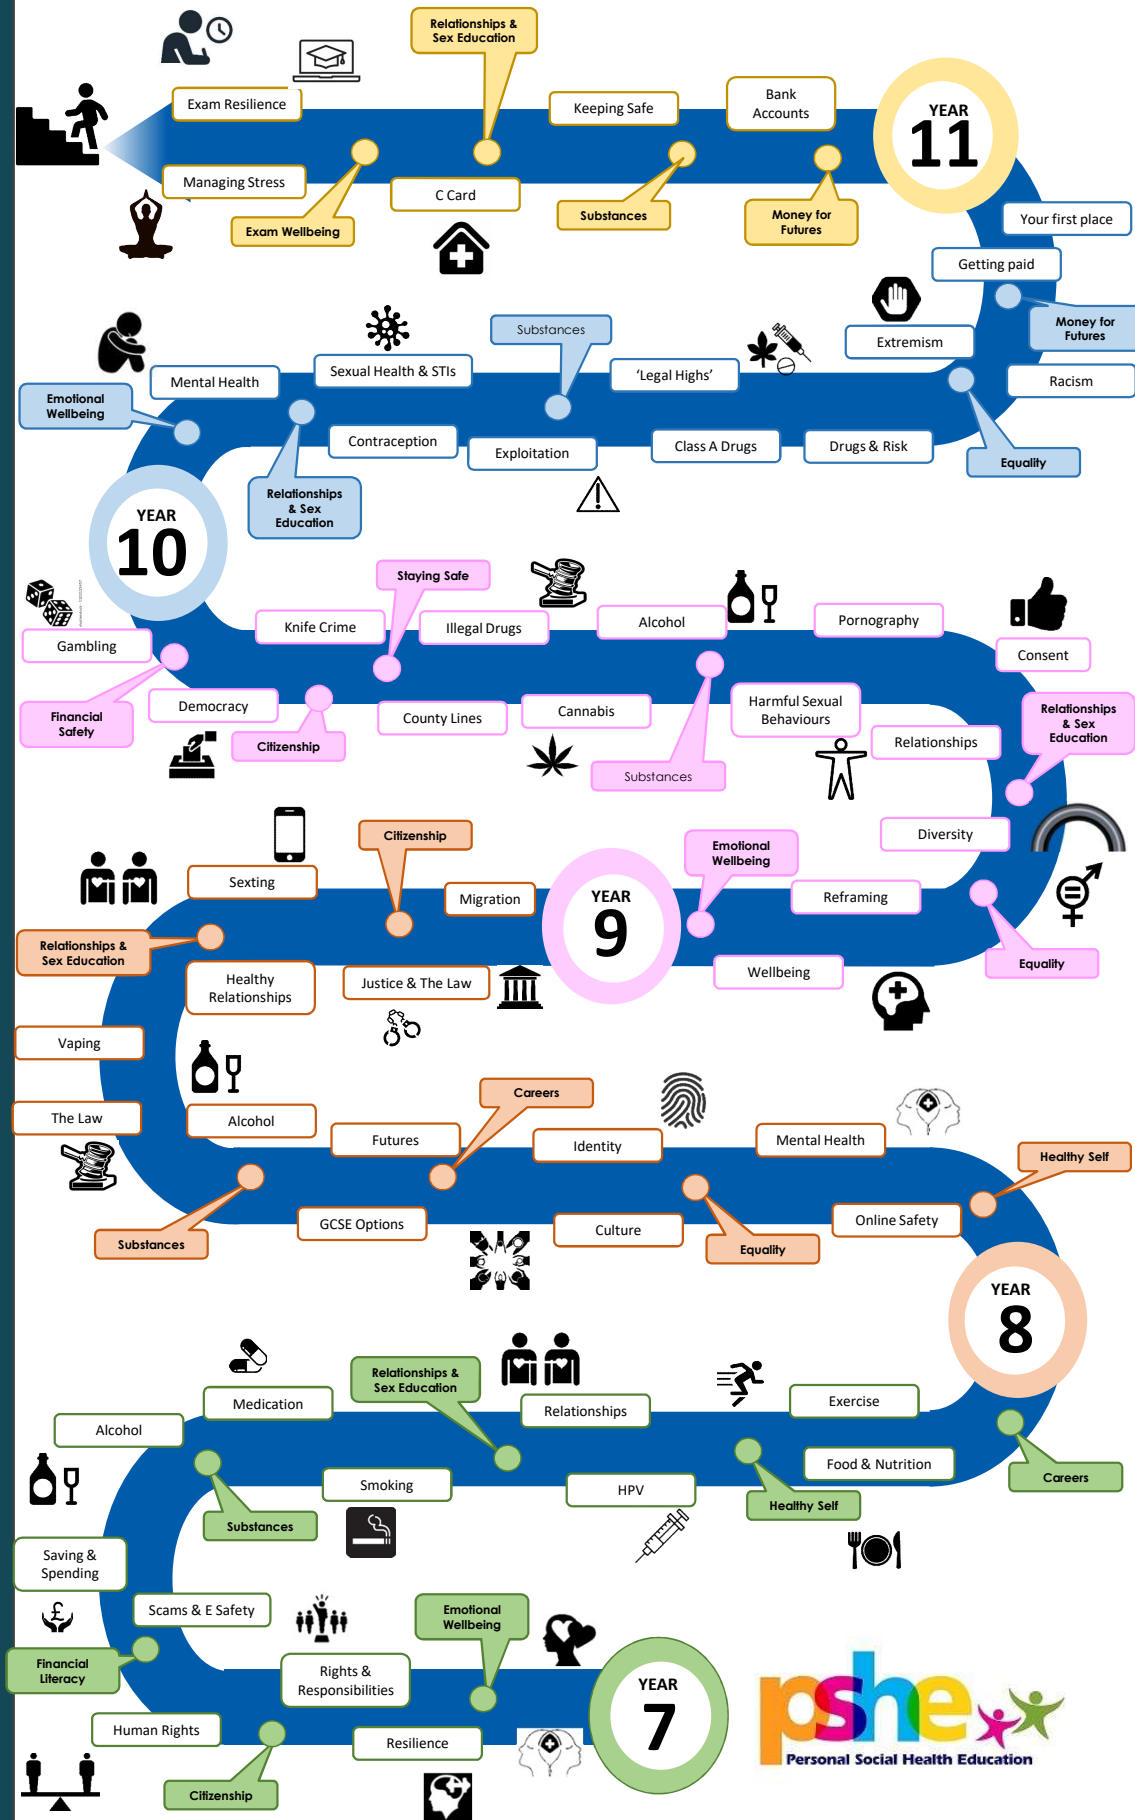 Relationships &
Sex Education
Exam Resilience
Keeping Safe
Bank
Accounts
YEAR
11
Managing Stress
C Card
Exam Wellbeing
Substances
Money for
Futures
Your first place
Getting paid
Money for
Futures
Extremism
Racism
Substances
Sexual Health & STIs
'Legal Highs'
Mental Health
Emotional
Wellbeing
Contraception
Exploitation
Class A Drugs
Drugs & Risk
Equality
Relationships
& Sex
Education
YEAR
10
Staying Safe
Gambling
Knife Crime
Illegal Drugs
Alcohol
Pornography
Consent
Financial
Safety
Democracy
Citizenship
County Lines
Cannabis
Substances
Harmful Sexual
Behaviours
Relationships
Relationships
& Sex
Education
Diversity
Citizenship
Emotional
Wellbeing
Sexting
Migration
YEAR
9
Reframing
Relationships &
Sex Education
Healthy
Relationships
Justice & The Law
Wellbeing
Equality
Vaping
The Law
Alcohol
Careers
Futures
Identity
Mental Health
Healthy Self
Substances
GCSE Options
Culture
Equality
Online Safety
YEAR
8
Relationships &
Sex Education
Medication
Alcohol
Relationships
Exercise
Smoking
HPV
Food & Nutrition
Careers
Substances
Healthy Self
Saving &
Spending
Scams & E Safety
Emotional
Wellbeing
Financial
Literacy
Rights &
Responsibilities
YEAR
7
Human Rights
Resilience
Citizenship
pshe
Personal Social Health Education